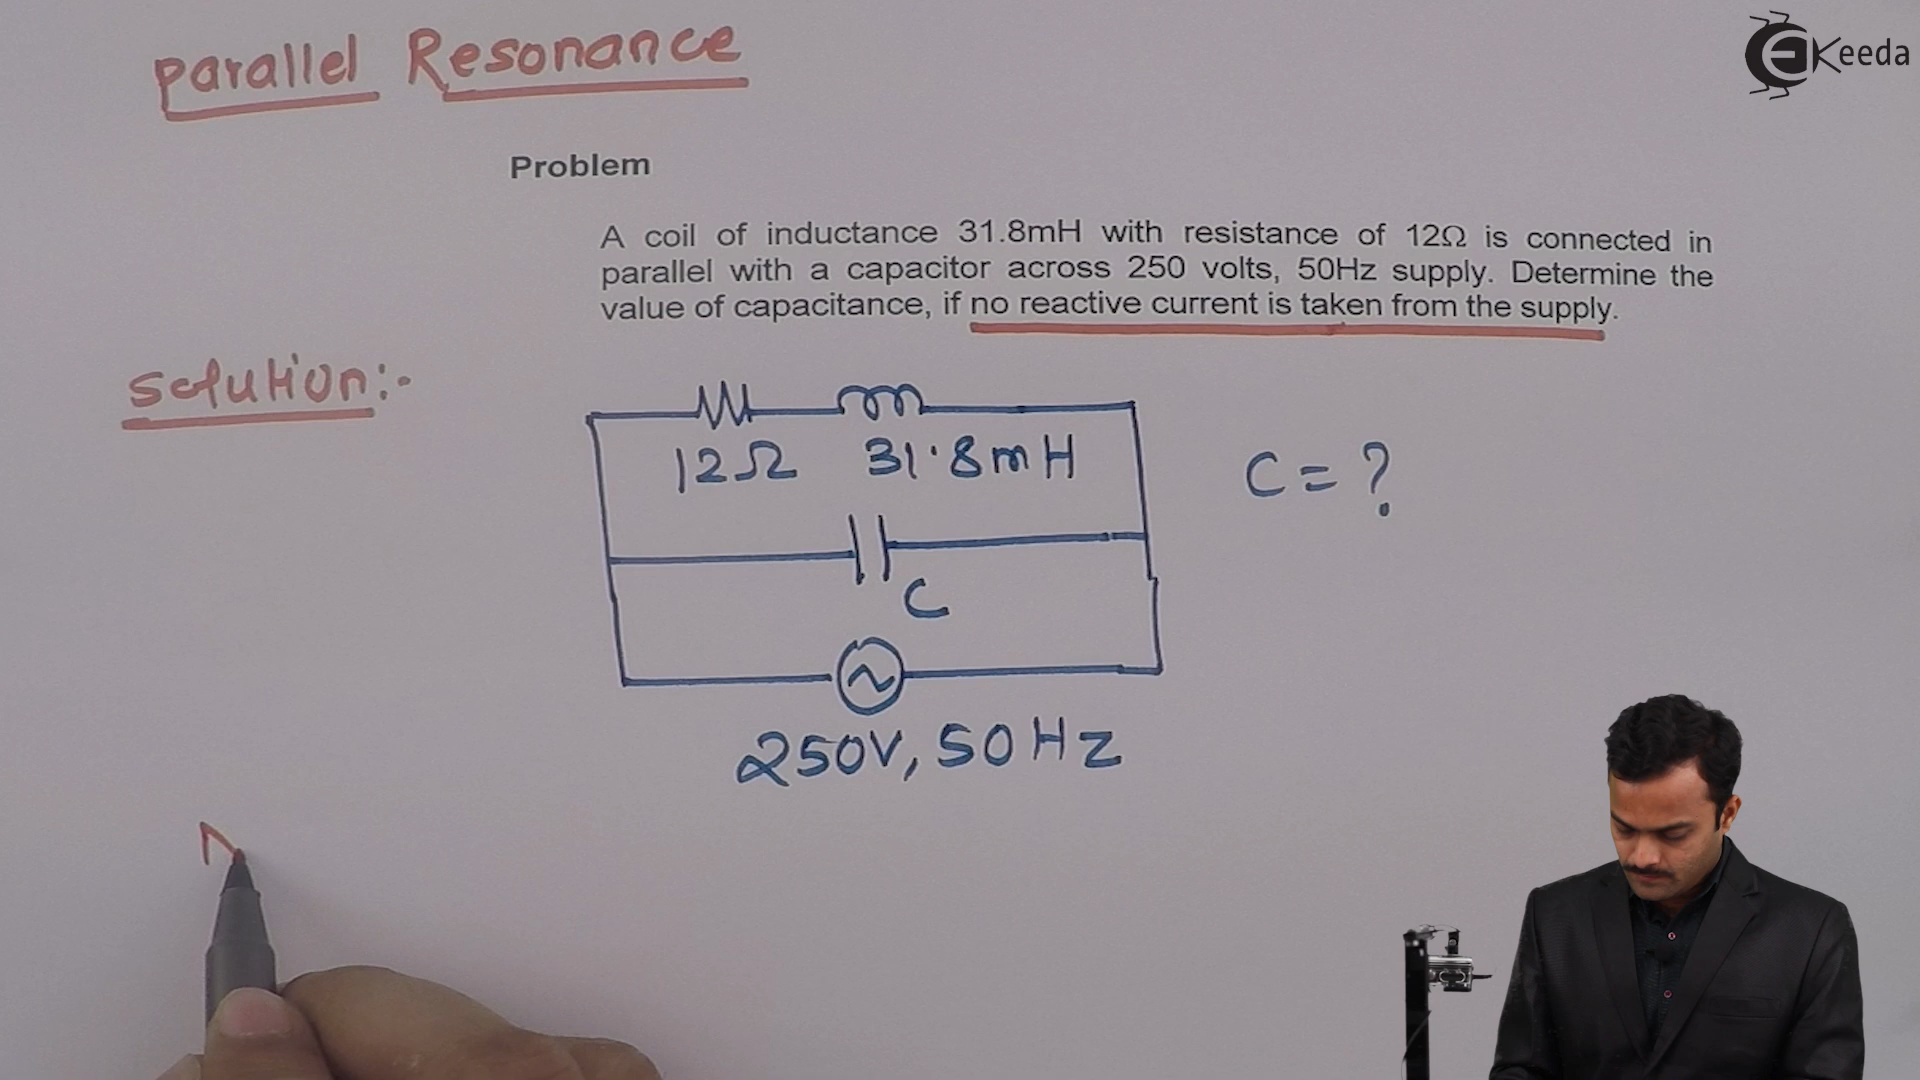 Parallel Resonance
Keeda
Problem
A coil of inductance 31.8mH with resistance of 12Ω is connected in
parallel with a capacitor across 250 volts, 50Hz supply. Determine the
value of capacitance, if no reactive current is taken from the supply.
Solution:-
12Ω 31.8mH
C = ?
C
250V, 50Hz